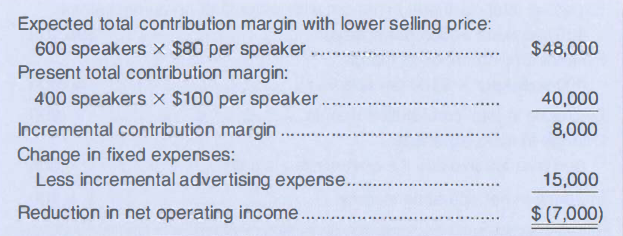 Expected total contribution margin with lower selling price:
600 speakers × $80 per speaker ........................................ $48,000
Present total contribution margin:
400 speakers × $100 per speaker ..................................... 40,000
Incremental contribution margin ............................................ 8,000
Change in fixed expenses:
Less incremental advertising expense................................ 15,000
Reduction in net operating income......................................... $ (7,000)